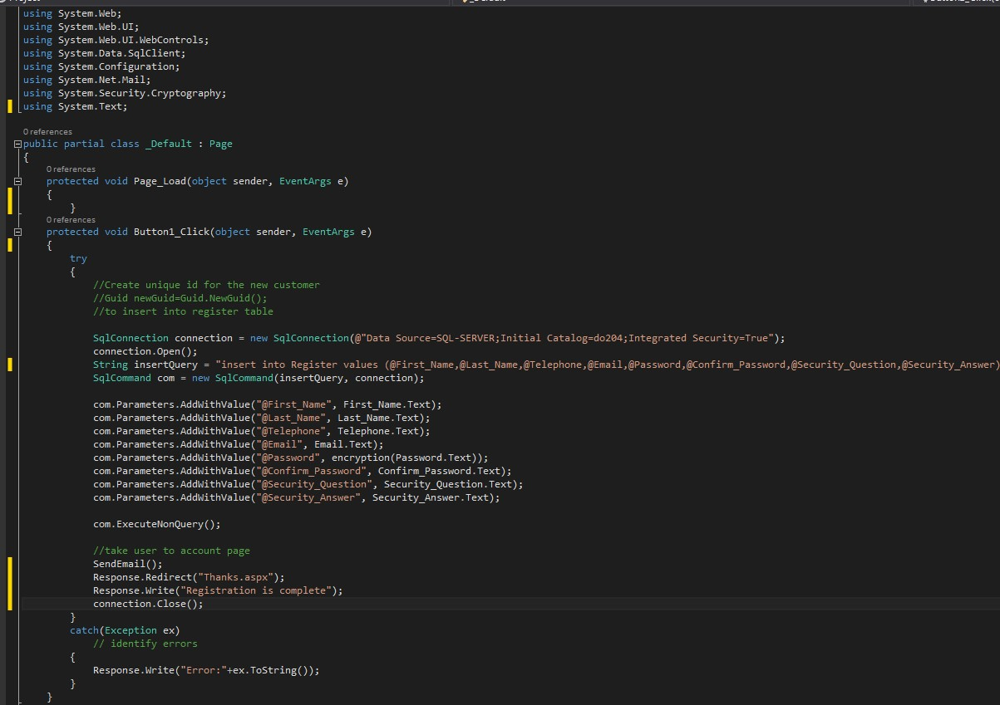 using System.Web;
using System.Web.UI;
using System.Web.UI.WebControls;
using System.Data.SqlClient;
using System.Configuration;
using System.Net.Mail;
using System.Security.Cryptography;
using System.Text;
0 references
public partial class _Default : Page
{
0 references
protected void Page_Load(object sender, EventArgs e)
{
}
0 references
protected void Button1_Click(object sender, EventArgs e)
{
try
{
//Create unique id for the new customer
//Guid newGuid=Guid.NewGuid();
//to insert into register table
SqlConnection connection = new SqlConnection(@"Data Source=SQL-SERVER;Initial Catalog=do204;Integrated Security=True");
connection.Open();
String insertQuery = "insert into Register values (@First_Name,@Last_Name,@Telephone,@Email,@Password,@Confirm_Password,@Security_Question,@Security_Answer)
SqlCommand com = new SqlCommand(insertQuery, connection);
com.Parameters.AddWithValue("@First_Name", First_Name.Text);
com.Parameters.AddWithValue("@Last_Name", Last_Name.Text);
com.Parameters.AddWithValue("@Telephone", Telephone.Text);
com.Parameters.AddWithValue("@Email", Email.Text);
com.Parameters.AddWithValue("@Password", encryption(Password.Text));
com.Parameters.AddWithValue("@Confirm_Password", Confirm_Password.Text);
com.Parameters.AddWithValue("@Security_Question", Security_Question.Text);
com.Parameters.AddWithValue("@Security_Answer", Security_Answer.Text);
com.ExecuteNonQuery();
//take user to account page
SendEmail();
Response.Redirect("Thanks.aspx");
Response.Write("Registration is complete");
connection.Close();
}
catch(Exception ex)
// identify errors
{
Response.Write("Error:"+ex.ToString());
}
}